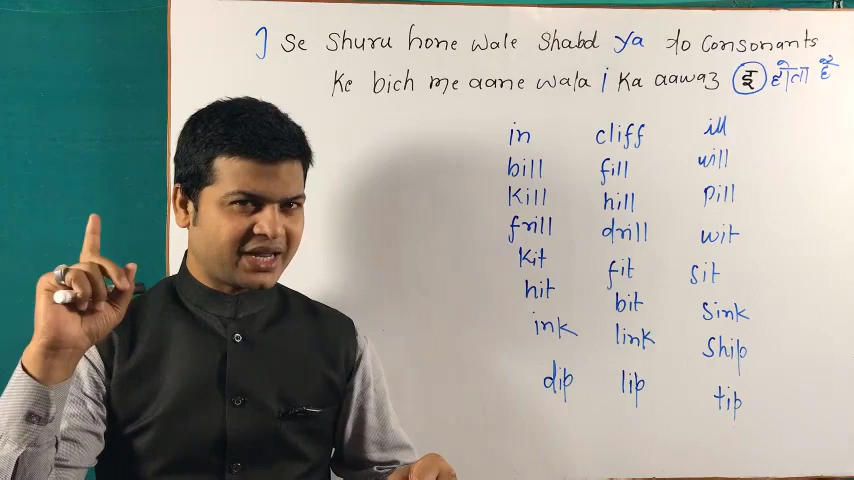 I se shuru hone wale shabd ya do consonants
ke bich me aane wala i ka aawaz इ होता है
in cliff ill
bill fill will
kill hill pill
frill drill wit
kit fit sit
hit bit sink
ink link ship
dip lip tip